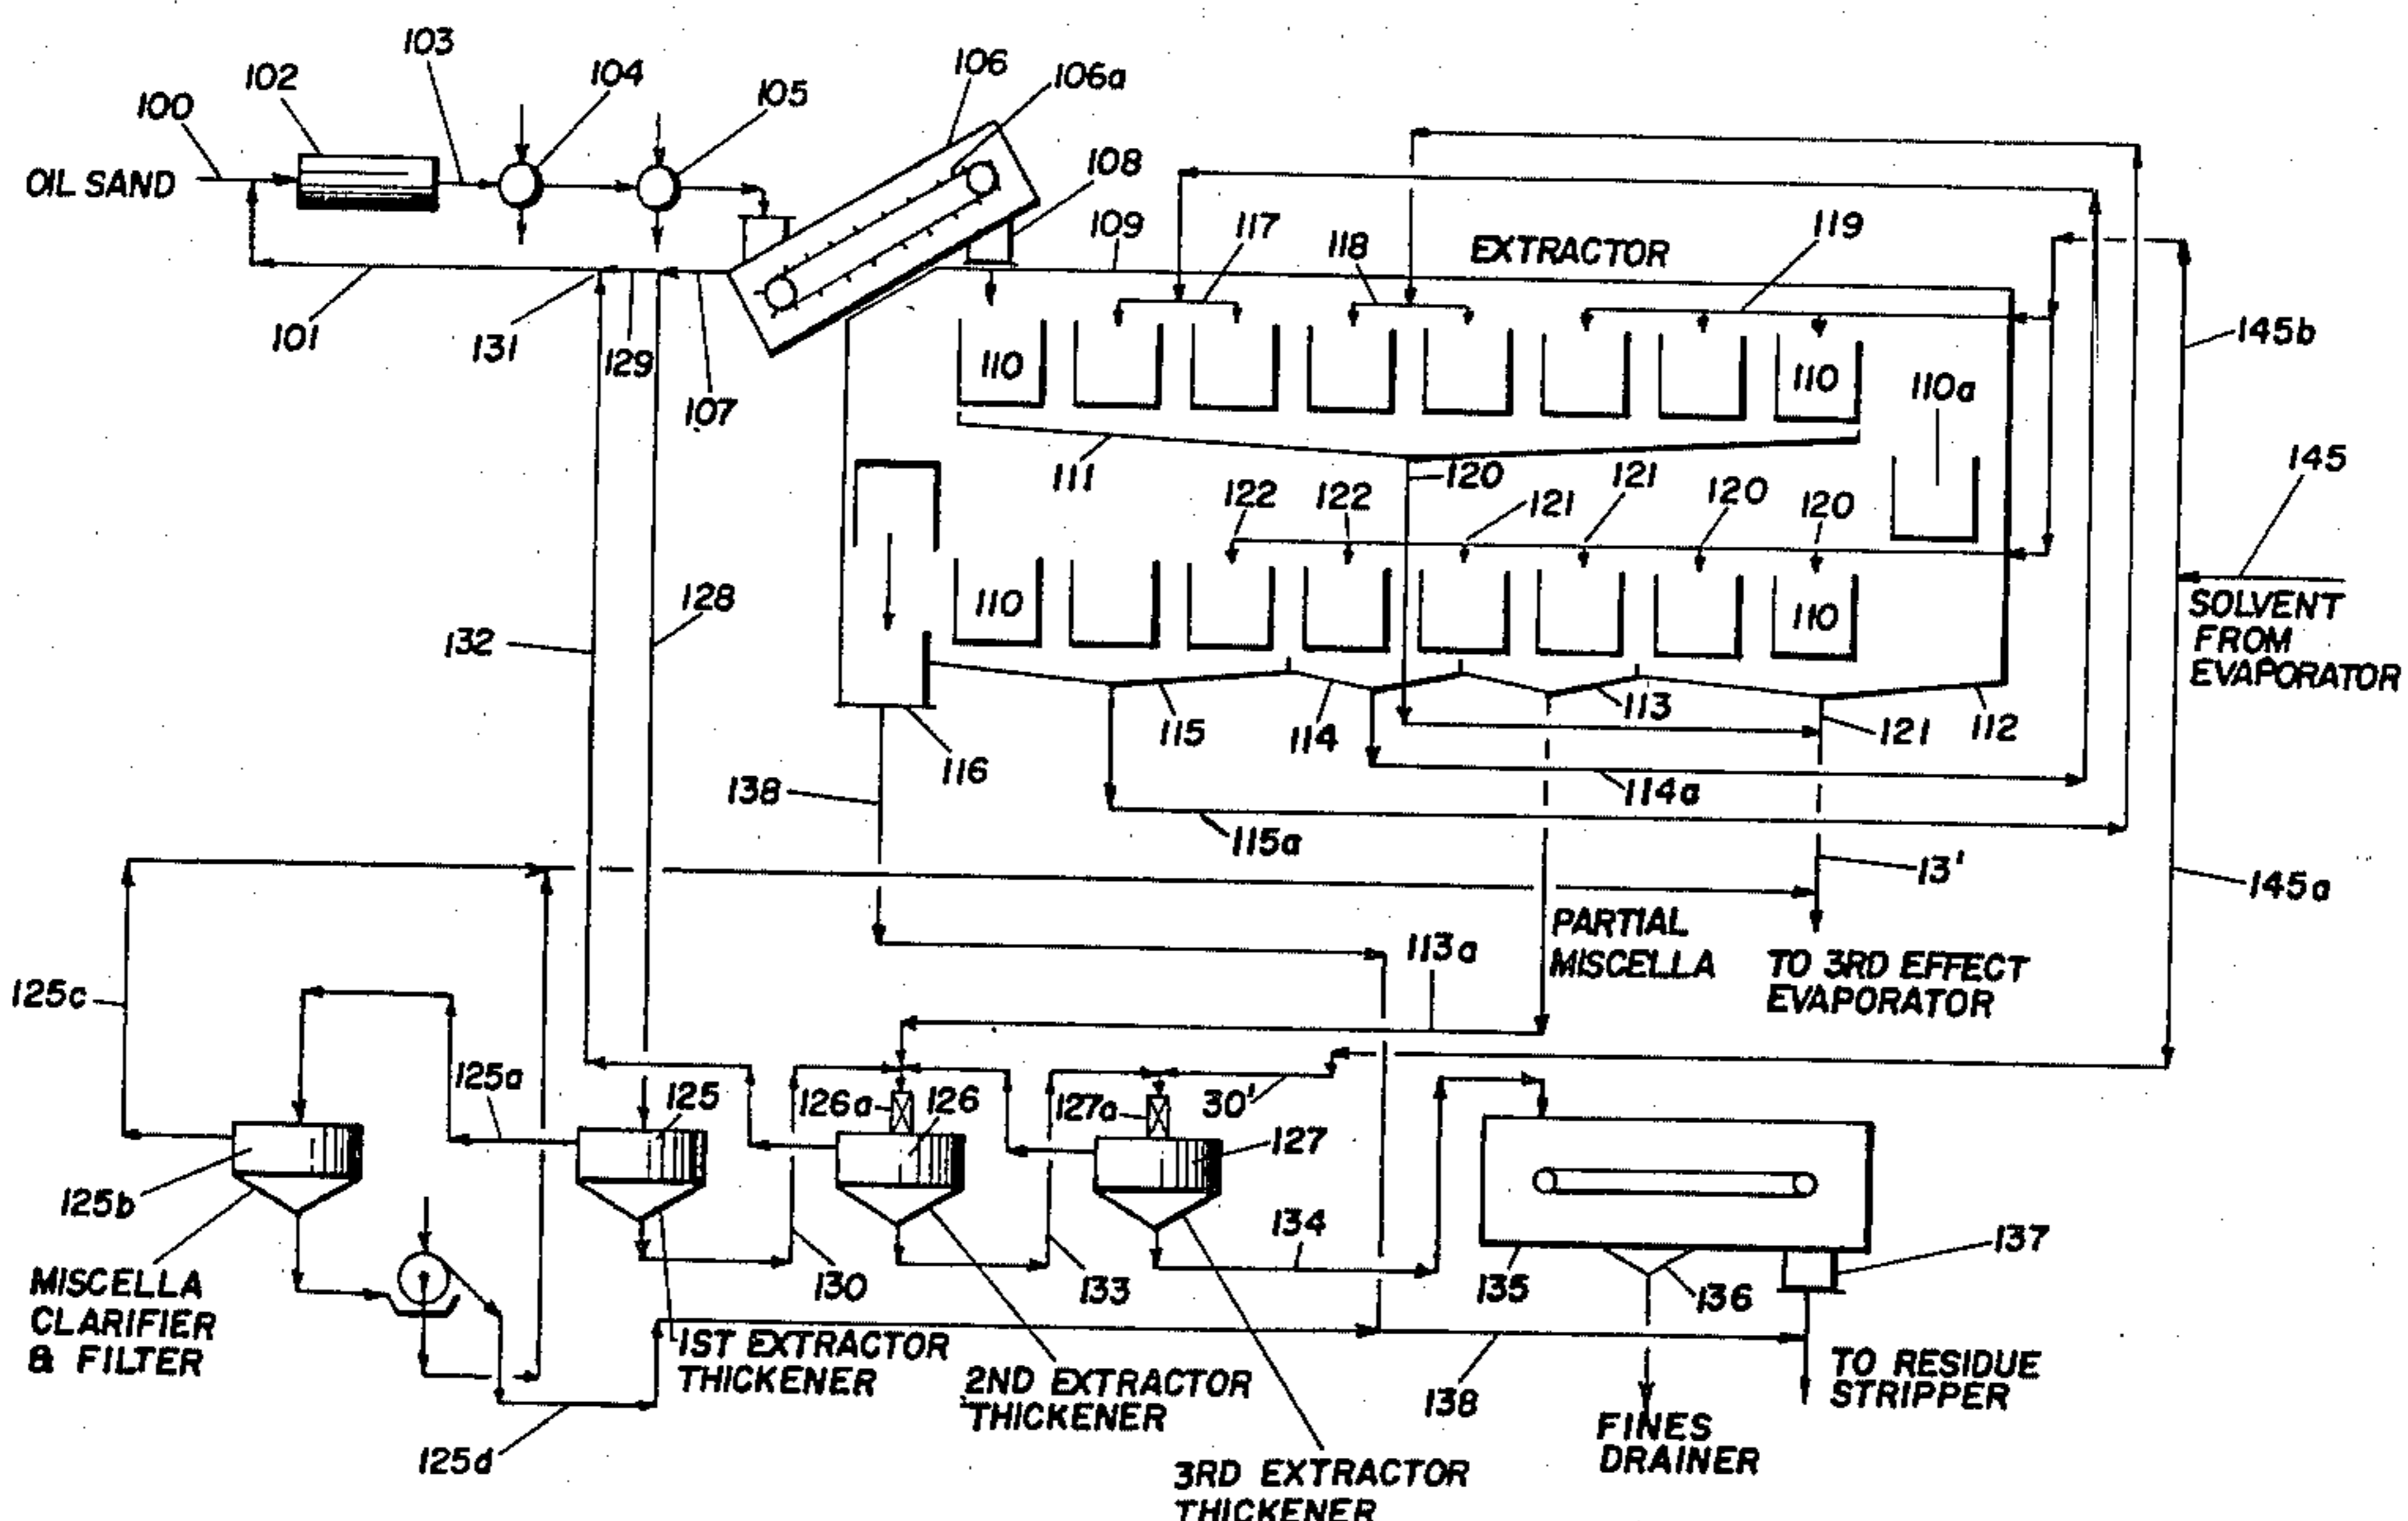 103
106
106a
102
104
105
100
108
OIL SAND
109
117
118
EXTRACTOR
119
101
131
129
107
110
110
110a
145b
111
120
145
122
122
121
121
120
120
128
132
110
110
SOLVENT
FROM
EVAPORATOR
115
114
113
121
112
116
138
114a
115a
13'
145a
PARTIAL
MISCELLA
113a
TO 3RD EFFECT
EVAPORATOR
125c
125a
125
126a
126
127a
30'
127
125b
134
137
130
133
135
136
MISCELLA
CLARIFIER
& FILTER
1ST EXTRACTOR
THICKENER
2ND EXTRACTOR
THICKENER
138
TO RESIDUE
STRIPPER
FINES
DRAINER
125d
3RD EXTRACTOR
THICKENER